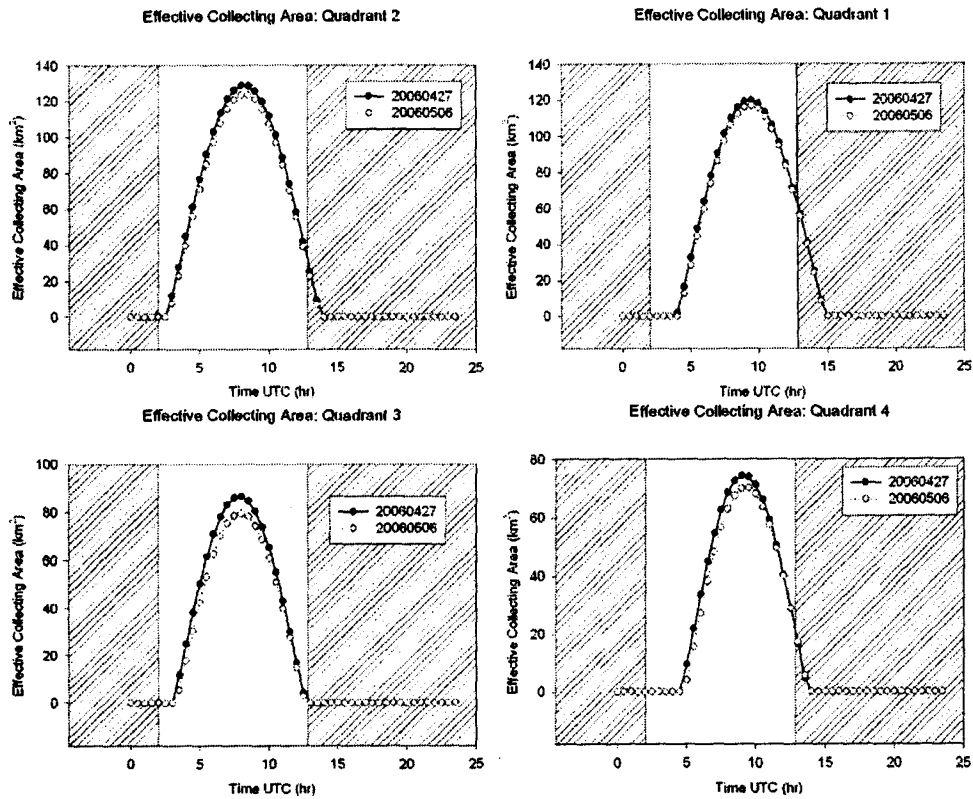 Effective Collecting Area: Quadrant 2
Effective Collecting Area (km²)
140
120
100
80
60
40
20
0
20060427
20060506
0 5 10 15 20 25
Time UTC (hr)
Effective Collecting Area: Quadrant 1
Effective Collecting Area (km²)
140
120
100
80
60
40
20
0
20060427
20060506
0 5 10 15 20 25
Time UTC (hr)
Effective Collecting Area: Quadrant 3
Effective Collecting Area (km²)
100
80
60
40
20
0
20060427
20060506
0 5 10 15 20 25
Time UTC (hr)
Effective Collecting Area: Quadrant 4
Effective Collecting Area (km²)
80
60
40
20
0
20060427
20060506
0 5 10 15 20 25
Time UTC (hr)